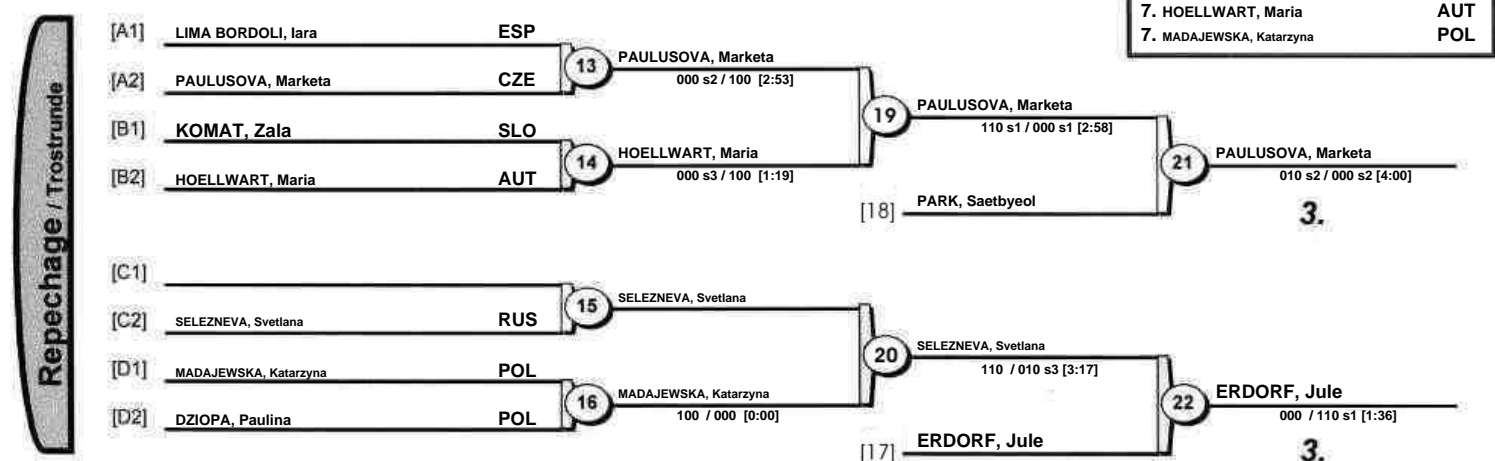 7. HOELLWART, Maria AUT
7. MADAJEWSKA, Katarzyna POL
Repechage / Trostrunde
[A1] LIMA BORDOLI, Iara ESP
[A2] PAULUSOVA, Marketa CZE
13 PAULUSOVA, Marketa
000 s2 / 100 [2:53]
[B1] KOMAT, Zala SLO
[B2] HOELLWART, Maria AUT
14 HOELLWART, Maria
000 s3 / 100 [1:19]
19 PAULUSOVA, Marketa
110 s1 / 000 s1 [2:58]
[18] PARK, Saetbyeol
21 PAULUSOVA, Marketa
010 s2 / 000 s2 [4:00]
3.
[C1]
[C2] SELEZNEVA, Svetlana RUS
15 SELEZNEVA, Svetlana
[D1] MADAJEWSKA, Katarzyna POL
[D2] DZIOPA, Paulina POL
16 MADAJEWSKA, Katarzyna
100 / 000 [0:00]
20 SELEZNEVA, Svetlana
110 / 010 s3 [3:17]
[17] ERDORF, Jule
22 ERDORF, Jule
000 / 110 s1 [1:36]
3.